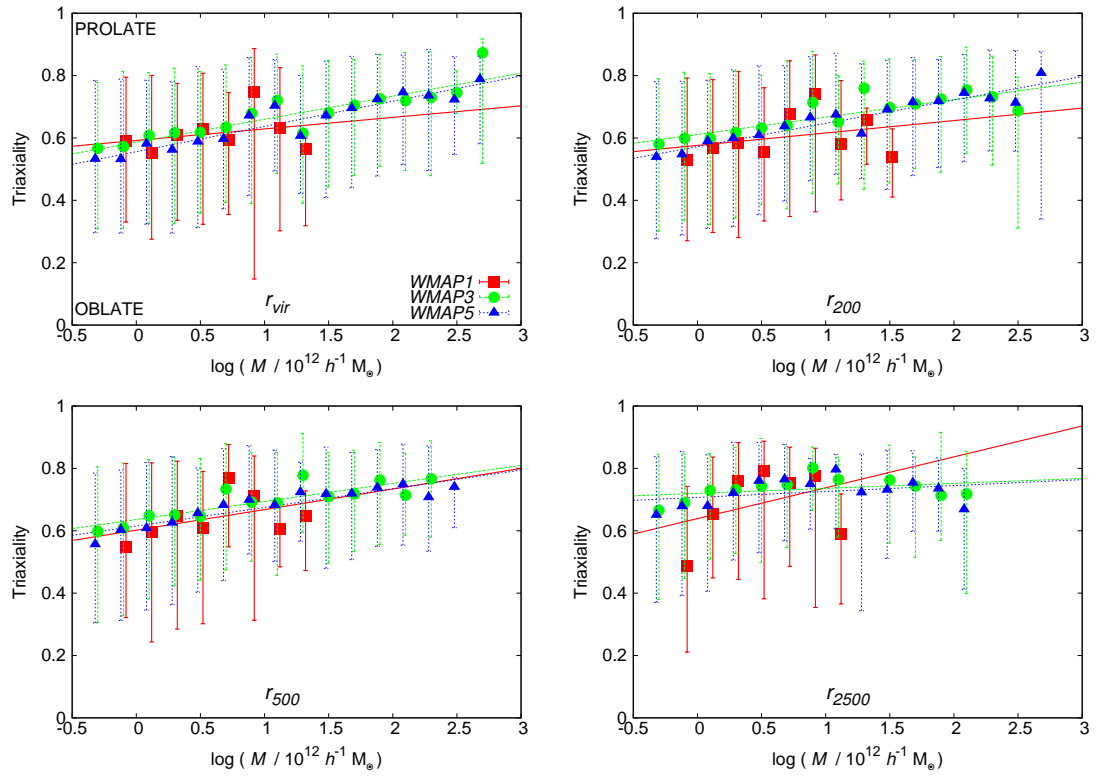 PROLATE
1
0.8
0.6
0.4
0.2
0
Triaxiality
OBLATE
r_vir
WMAP1
WMAP3
WMAP5
-0.5 0 0.5 1 1.5 2 2.5 3
log ( M / 10^12 h^-1 M⊙)
1
0.8
0.6
0.4
0.2
0
Triaxiality
r_200
-0.5 0 0.5 1 1.5 2 2.5 3
log ( M / 10^12 h^-1 M⊙)
1
0.8
0.6
0.4
0.2
0
Triaxiality
r_500
-0.5 0 0.5 1 1.5 2 2.5 3
log ( M / 10^12 h^-1 M⊙)
1
0.8
0.6
0.4
0.2
0
Triaxiality
r_2500
-0.5 0 0.5 1 1.5 2 2.5 3
log ( M / 10^12 h^-1 M⊙)